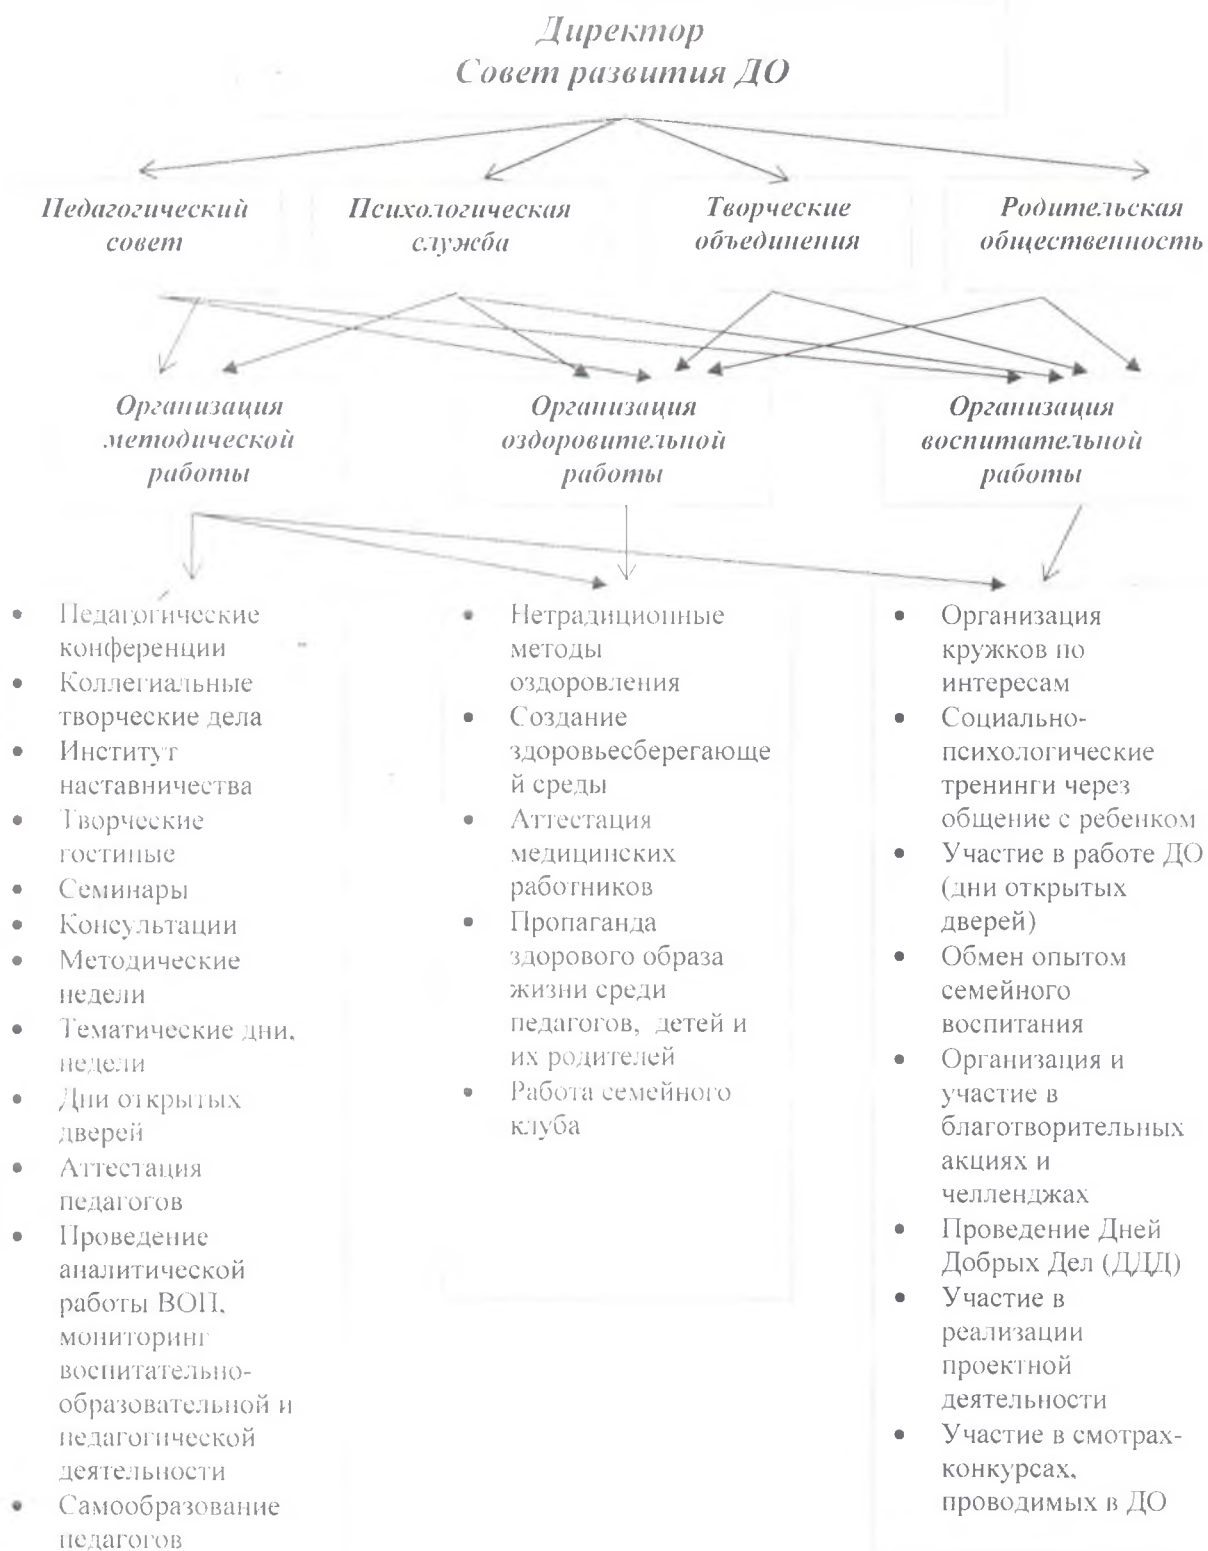 Директор
Совет развития ДО
Педагогический
совет
Психологическая
служба
Творческие
объединения
Родительская
общественность
Организация
методической
работы
Организация
оздоровительной
работы
Организация
воспитательной
работы
• Педагогические
конференции
• Коллегиальные
творческие дела
• Институт
наставничества
• Творческие
гостиные
• Семинары
• Консультации
• Методические
недели
• Тематические дни,
недели
• Дни открытых
дверей
• Аттестация
педагогов
• Проведение
аналитической
работы ВОП,
мониторинг
воспитательно-
образовательной и
педагогической
деятельности
• Самообразование
педагогов
• Нетрадиционные
методы
оздоровления
• Создание
здоровьесберегающе
й среды
• Аттестация
медицинских
работников
• Пропаганда
здорового образа
жизни среди
педагогов, детей и
их родителей
• Работа семейного
клуба
• Организация
кружков по
интересам
• Социально-
психологические
тренинги через
общение с ребенком
• Участие в работе ДО
(дни открытых
дверей)
• Обмен опытом
семейного
воспитания
• Организация и
участие в
благотворительных
акциях и
челленджах
• Проведение Дней
Добрых Дел (ДДД)
• Участие в
реализации
проектной
деятельности
• Участие в смотрах-
конкурсах,
проводимых в ДО